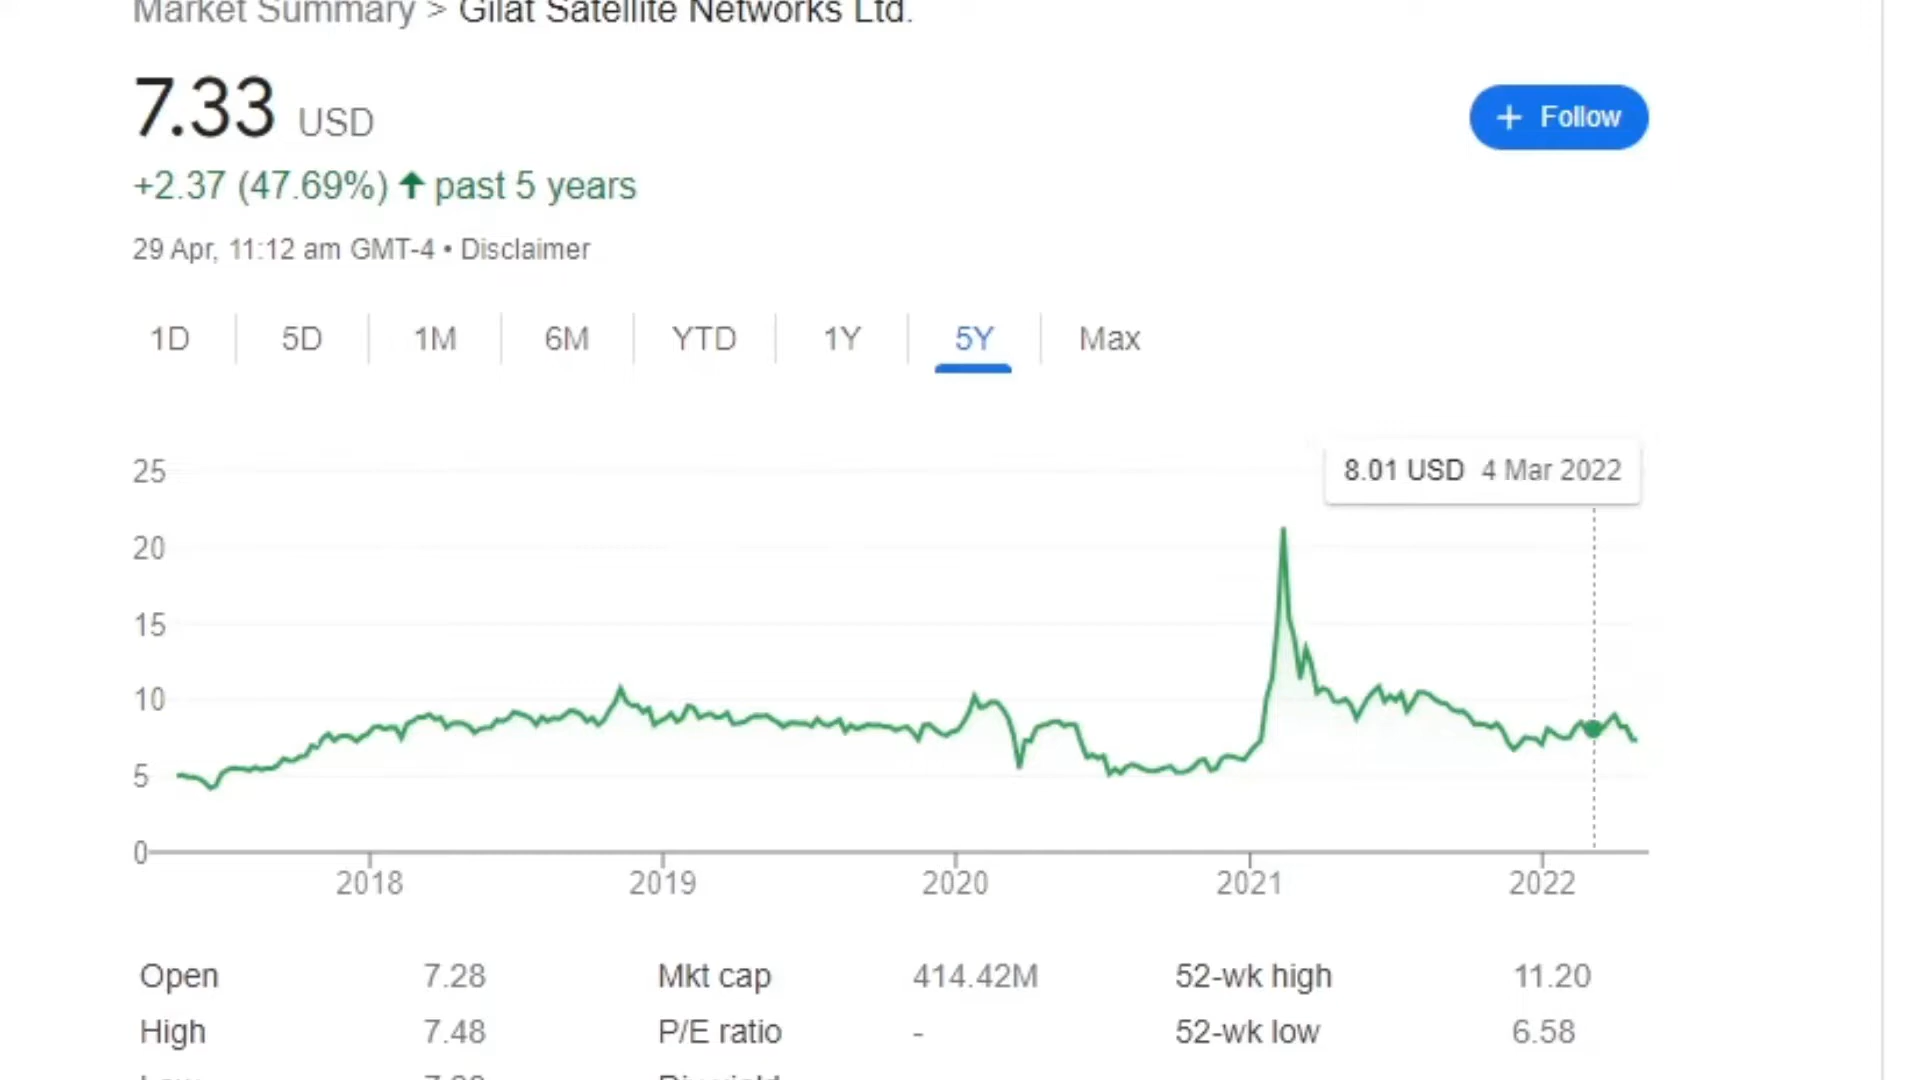 Market Summary > Gilat Satellite Networks Ltd.
7.33 USD
+ Follow
+2.37 (47.69%) ↑ past 5 years
29 Apr, 11:12 am GMT-4 • Disclaimer
1D 5D 1M 6M YTD 1Y 5Y Max
8.01 USD 4 Mar 2022
25
20
15
10
5
0
2018 2019 2020 2021 2022
Open 7.28 Mkt cap 414.42M 52-wk high 11.20
High 7.48 P/E ratio - 52-wk low 6.58